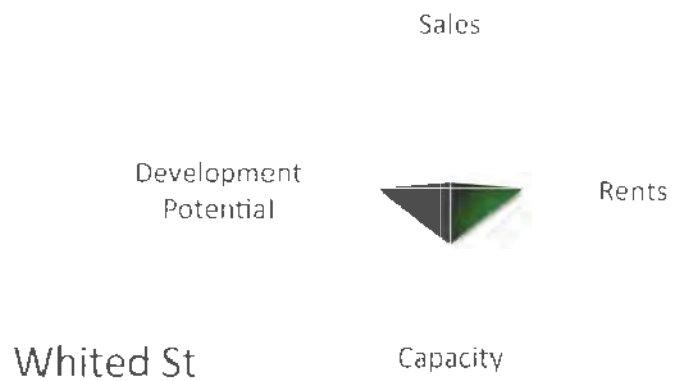 Sales
Development
Potential
Rents
Whited St
Capacity